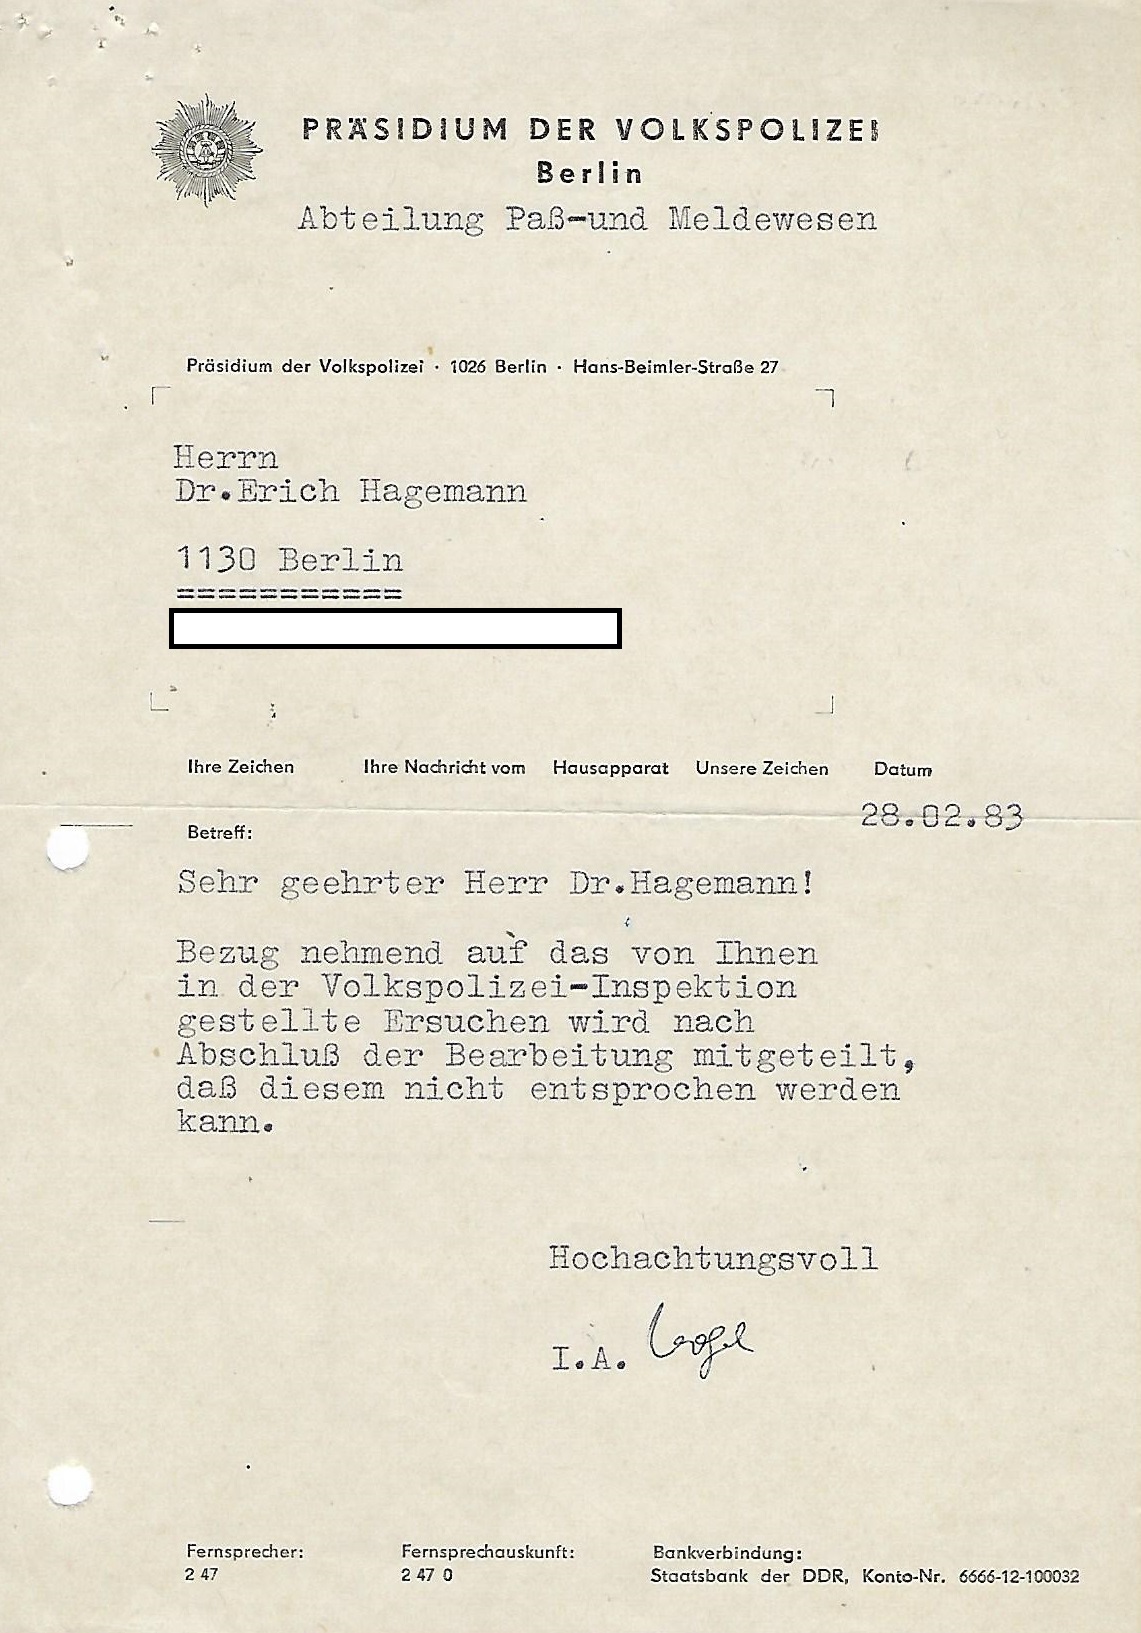 PRÄSIDIUM DER VOLKSPOLIZEI
Berlin
Abteilung Paß-und Meldewesen
Präsidium der Volkspolizei · 1026 Berlin · Hans-Beimler-Straße 27
Herrn
Dr.Erich Hagemann
1130 Berlin
===========
Ihre Zeichen Ihre Nachricht vom Hausapparat Unsere Zeichen Datum
28.02.83
Betreff:
Sehr geehrter Herr Dr.Hagemann!
Bezug nehmend auf das von Ihnen
in der Volkspolizei-Inspektion
gestellte Ersuchen wird nach
Abschluß der Bearbeitung mitgeteilt,
daß diesem nicht entsprochen werden
kann.
Hochachtungsvoll
I.A.
Fernsprecher: Fernsprechauskunft: Bankverbindung:
2 47 2 47 0 Staatsbank der DDR, Konto-Nr. 6666-12-100032